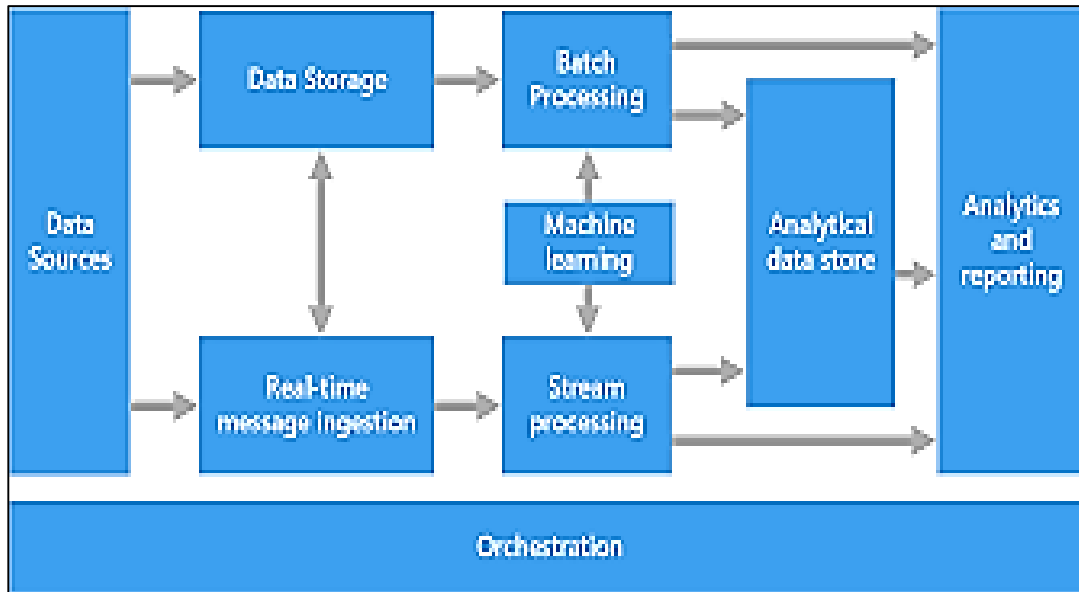 Data
Sources
Data Storage
Real-time
message ingestion
Batch
Processing
Machine
learning
Stream
processing
Analytical
data store
Analytics
and
reporting
Orchestration